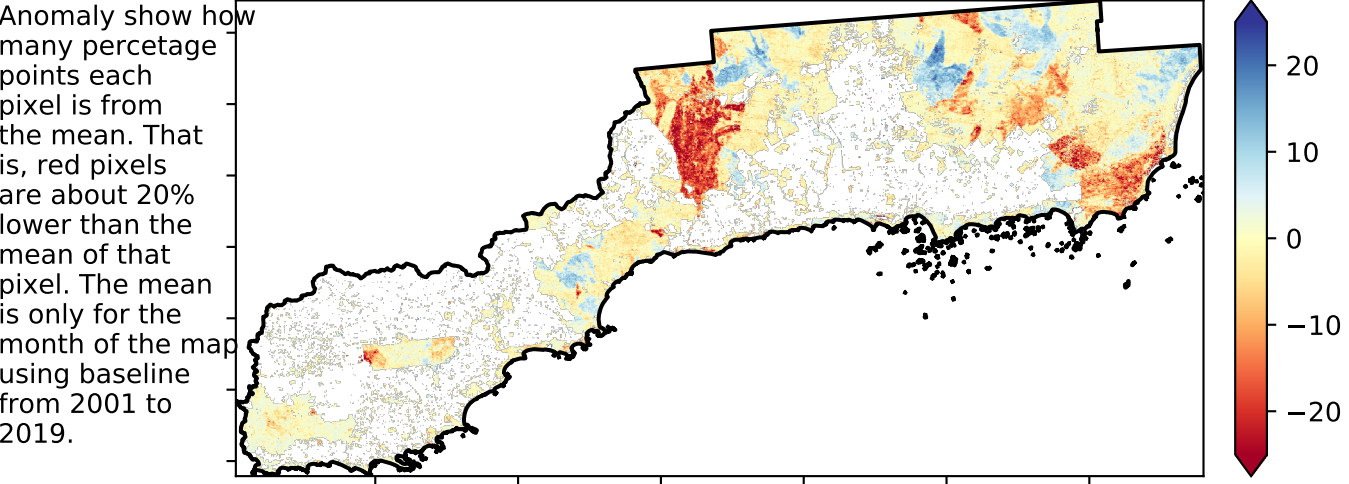 Anomaly show how
many percetage
points each
pixel is from
the mean. That
is, red pixels
are about 20%
lower than the
mean of that
pixel. The mean
is only for the
month of the map
using baseline
from 2001 to
2019.
20
10
0
−10
−20